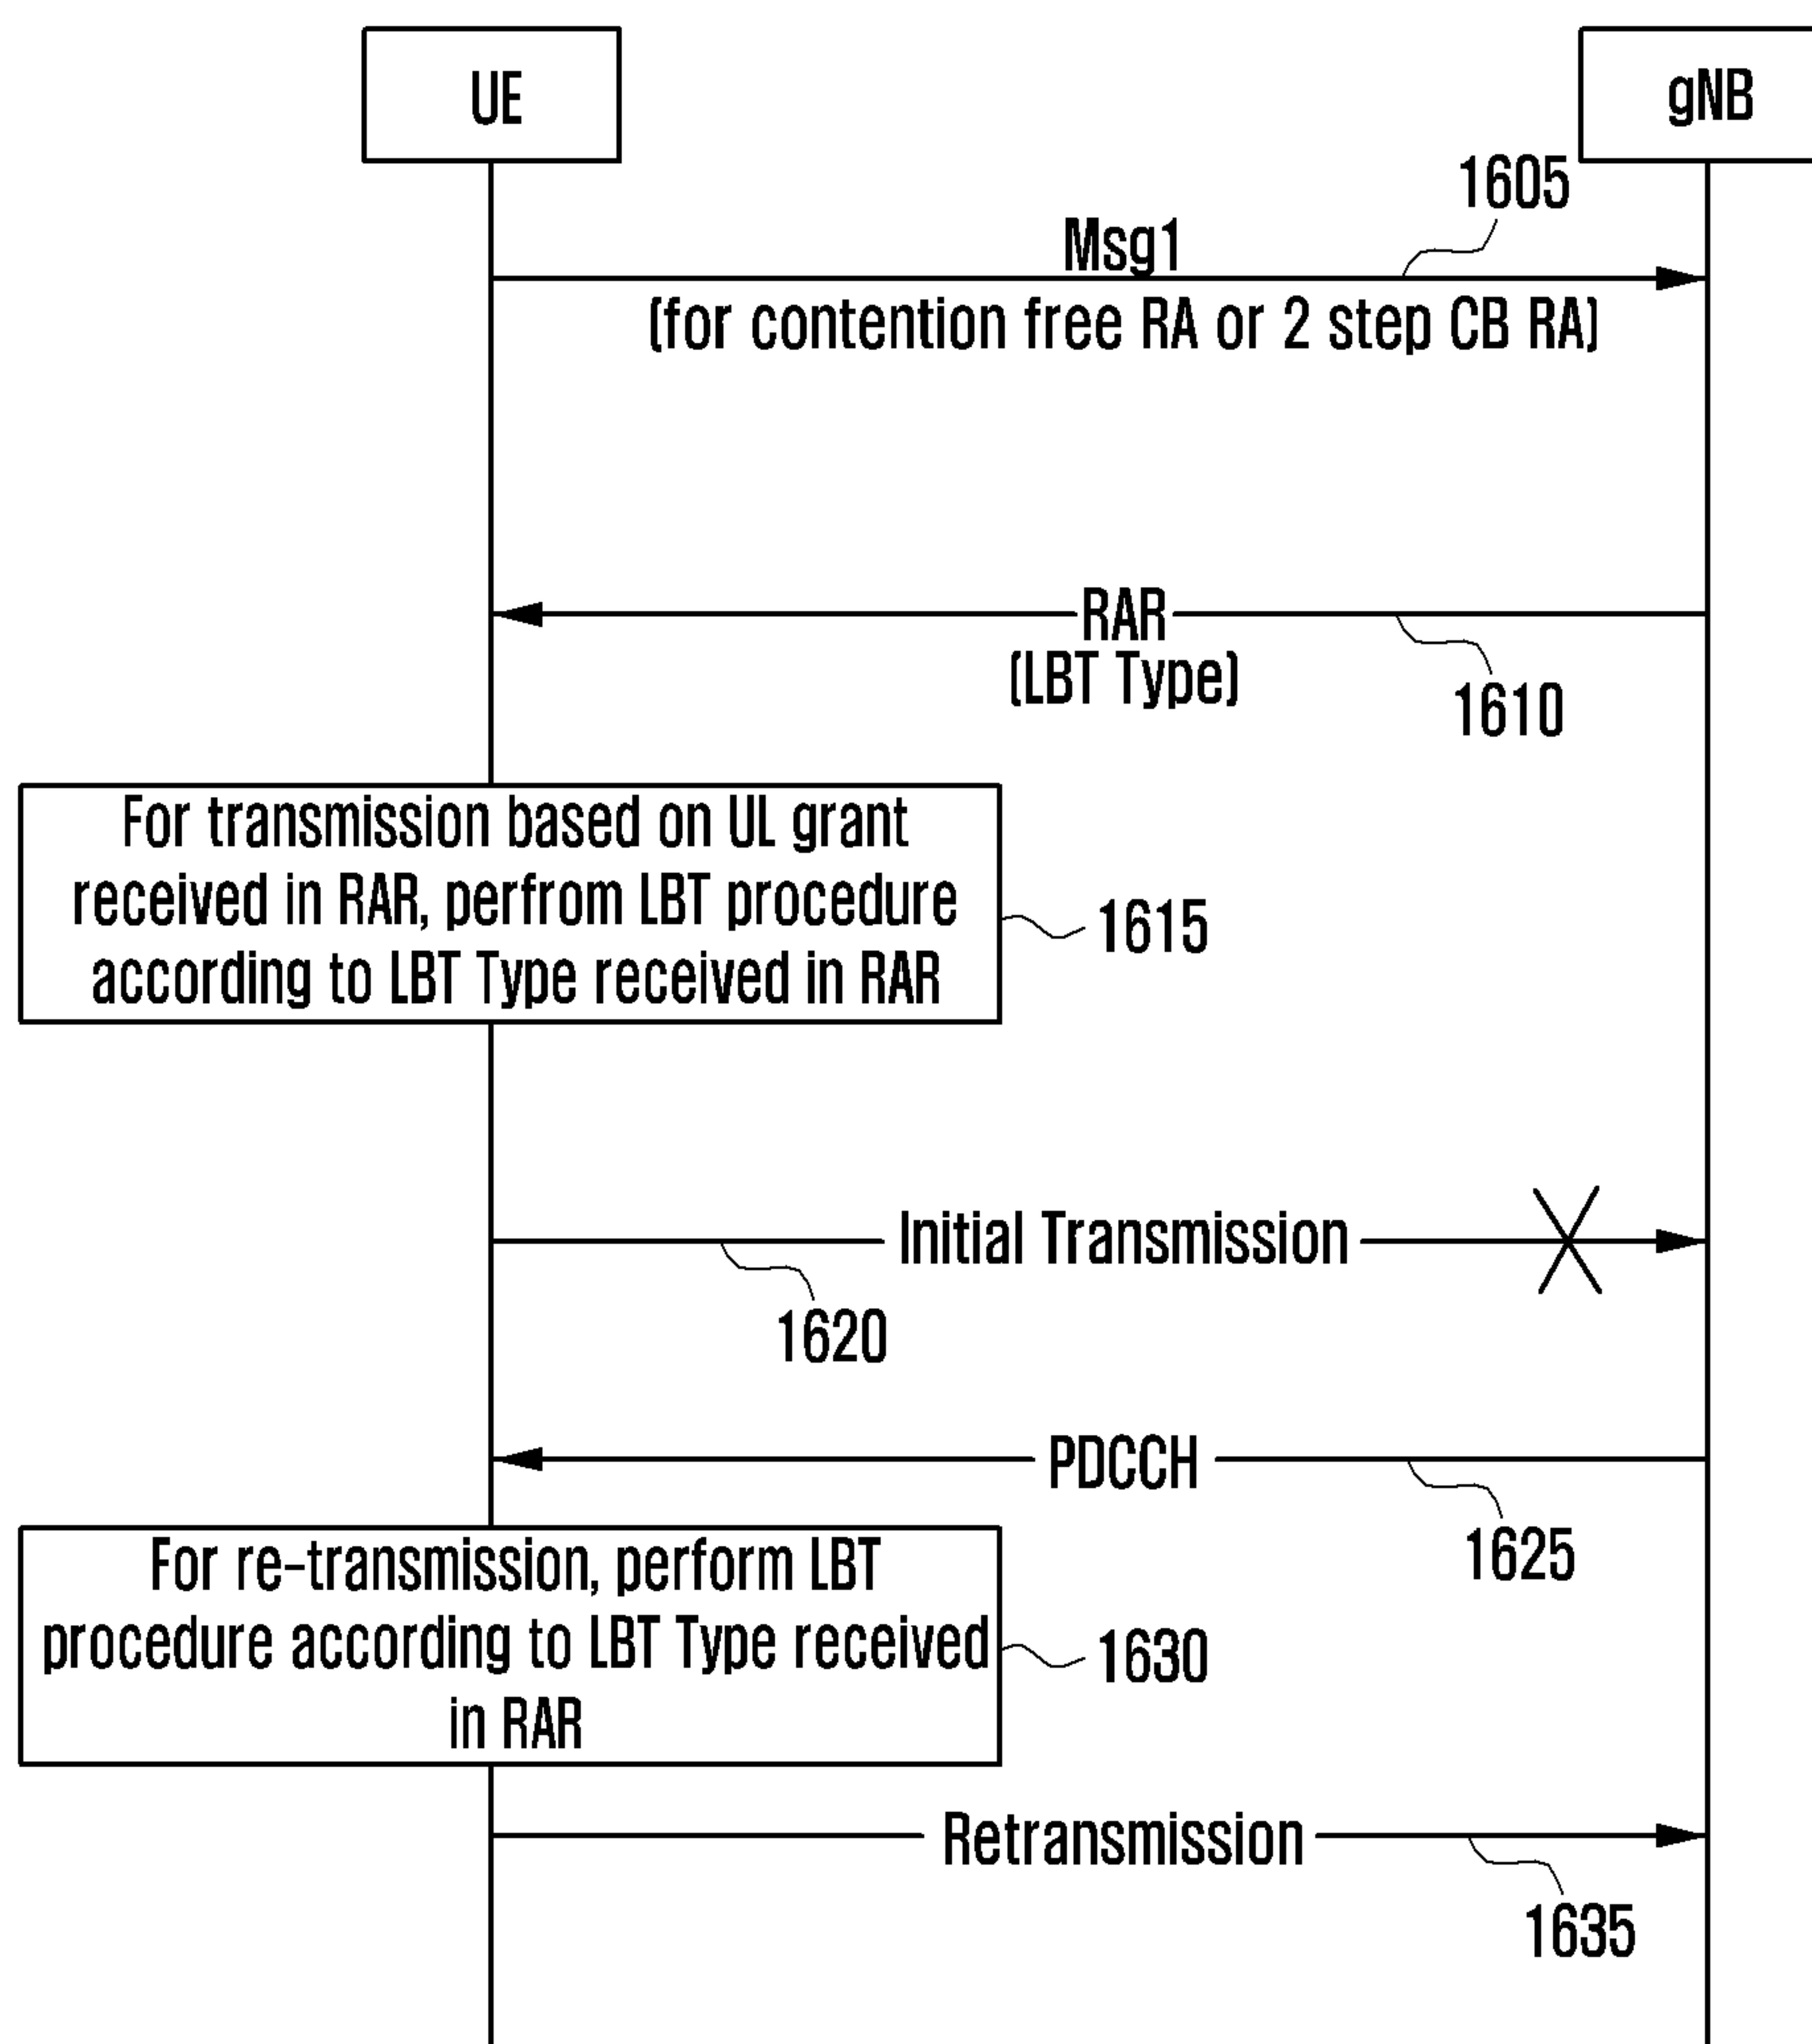 UE
gNB
1605
Msg1
(for contention free RA or 2 step CB RA)
RAR
(LBT Type)
1610
For transmission based on UL grant
received in RAR, perfrom LBT procedure
according to LBT Type received in RAR
1615
Initial Transmission
1620
PDCCH
1625
For re-transmission, perform LBT
procedure according to LBT Type received
in RAR
1630
Retransmission
1635